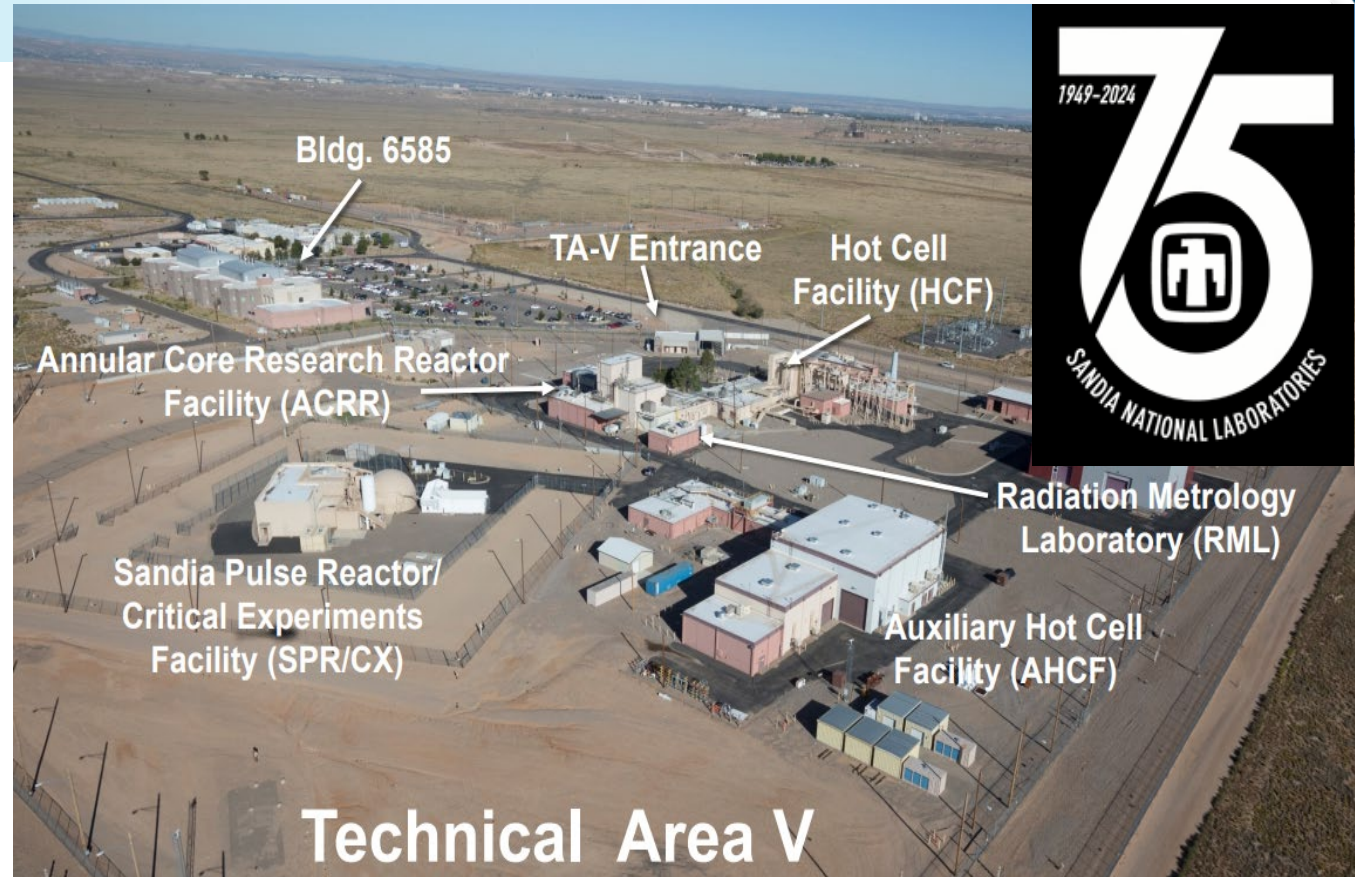 1949-2024
75
SANDIA NATIONAL LABORATORIES
Bldg. 6585
TA-V Entrance
Hot Cell
Facility (HCF)
Annular Core Research Reactor
Facility (ACRR)
Radiation Metrology
Laboratory (RML)
Sandia Pulse Reactor/
Critical Experiments
Facility (SPR/CX)
Auxiliary Hot Cell
Facility (AHCF)
Technical Area V